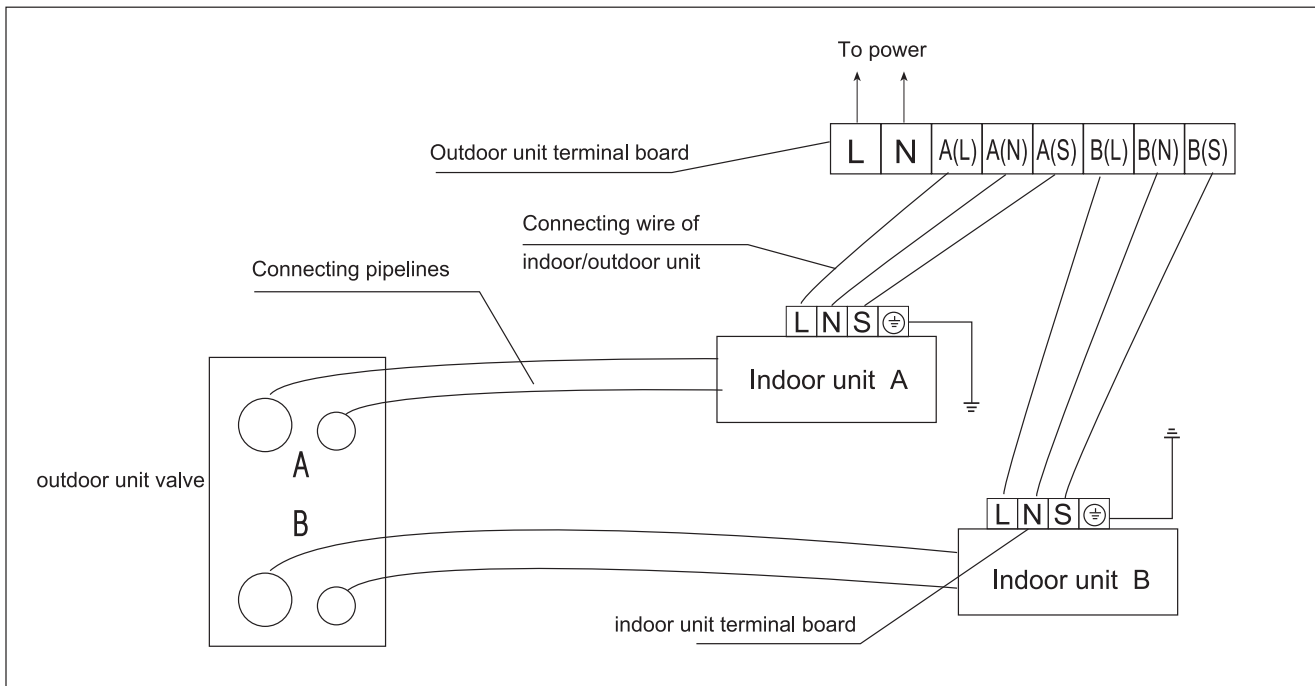 To power
L N A(L) A(N) A(S) B(L) B(N) B(S)
Outdoor unit terminal board
Connecting wire of
indoor/outdoor unit
Connecting pipelines
L N S
Indoor unit A
A
outdoor unit valve
B
L N S
Indoor unit B
indoor unit terminal board